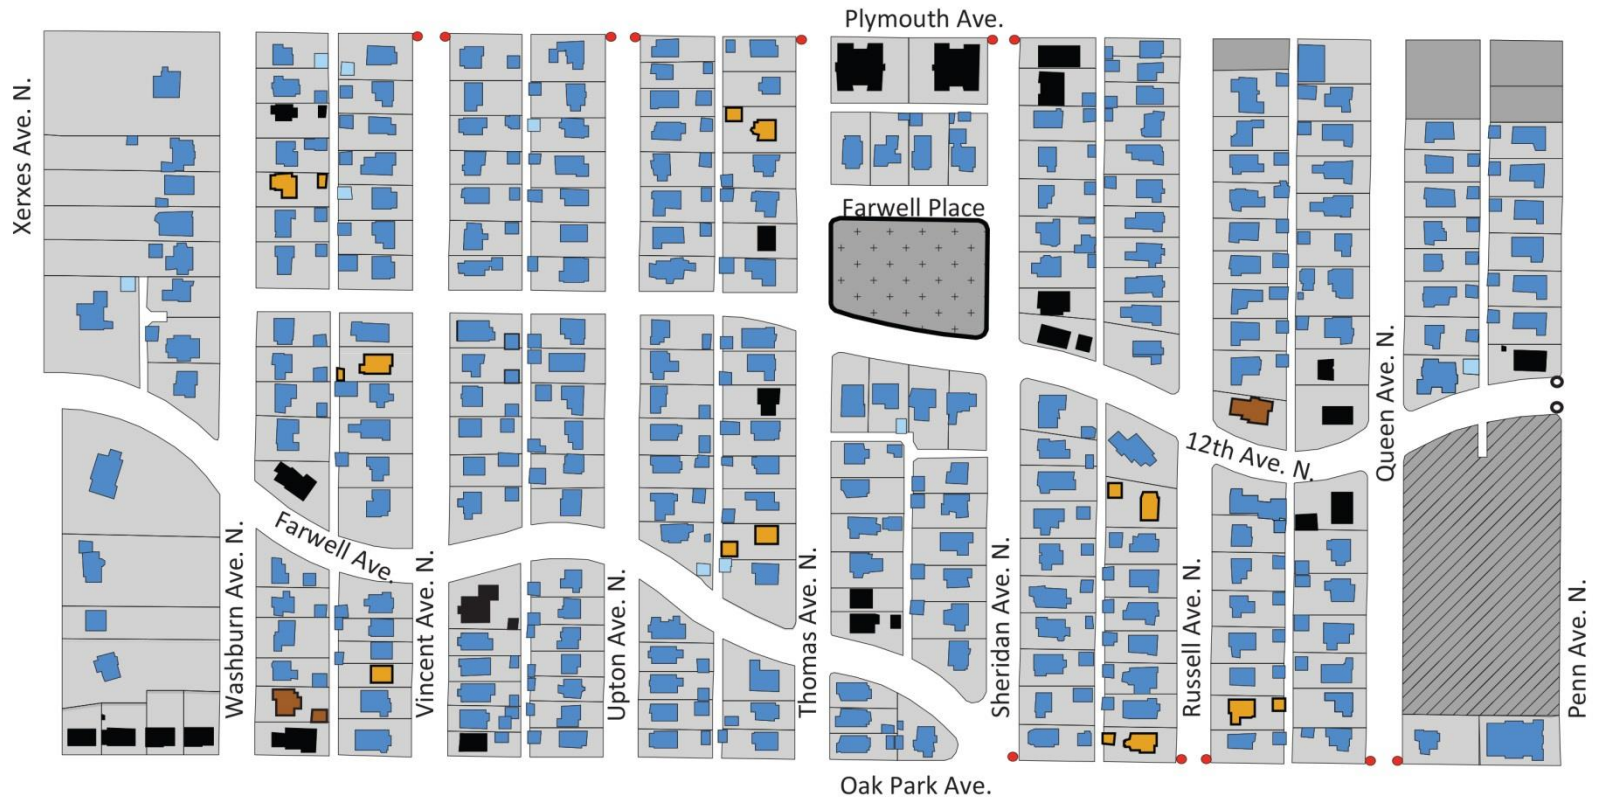 Plymouth Ave.
Xerxes Ave. N.
Farwell Place
Queen Ave. N.
12th Ave. N.
Farwell Ave.
Washburn Ave. N.
Vincent Ave. N.
Upton Ave. N.
Thomas Ave. N.
Sheridan Ave. N.
Russell Ave. N.
Penn Ave. N.
Oak Park Ave.